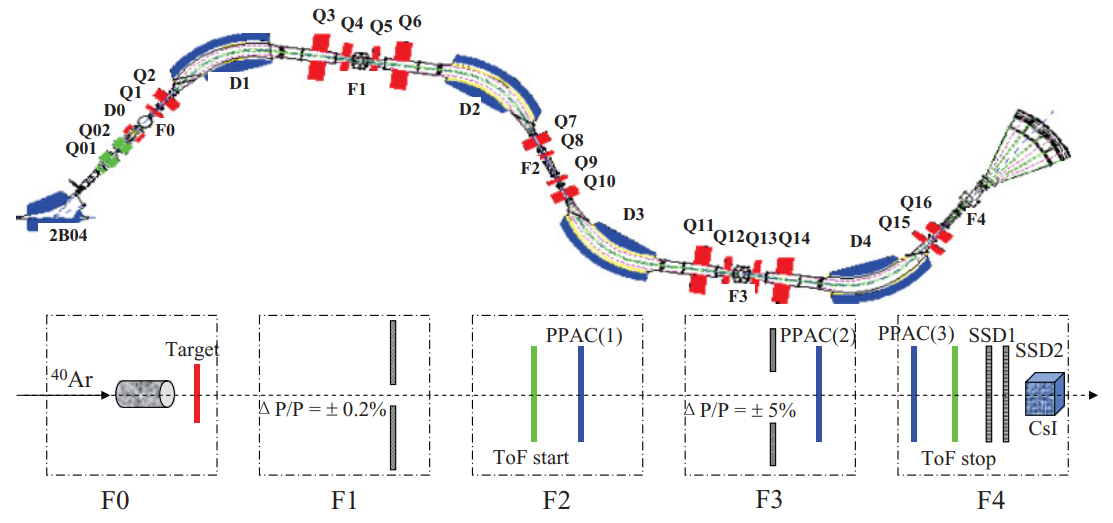 Q3
Q4
Q5
Q6
Q2
Q1
D0
Q02
Q01
F0
D1
F1
D2
2B04
Q7
Q8
F2
Q9
Q10
D3
Q11
Q12
Q13
Q14
F3
D4
Q16
Q15
F4
Target
40Ar
Δ P/P = ± 0.2%
PPAC(1)
ToF start
PPAC(2)
Δ P/P = ± 5%
PPAC(3)
SSD1
SSD2
CsI
ToF stop
F0
F1
F2
F3
F4